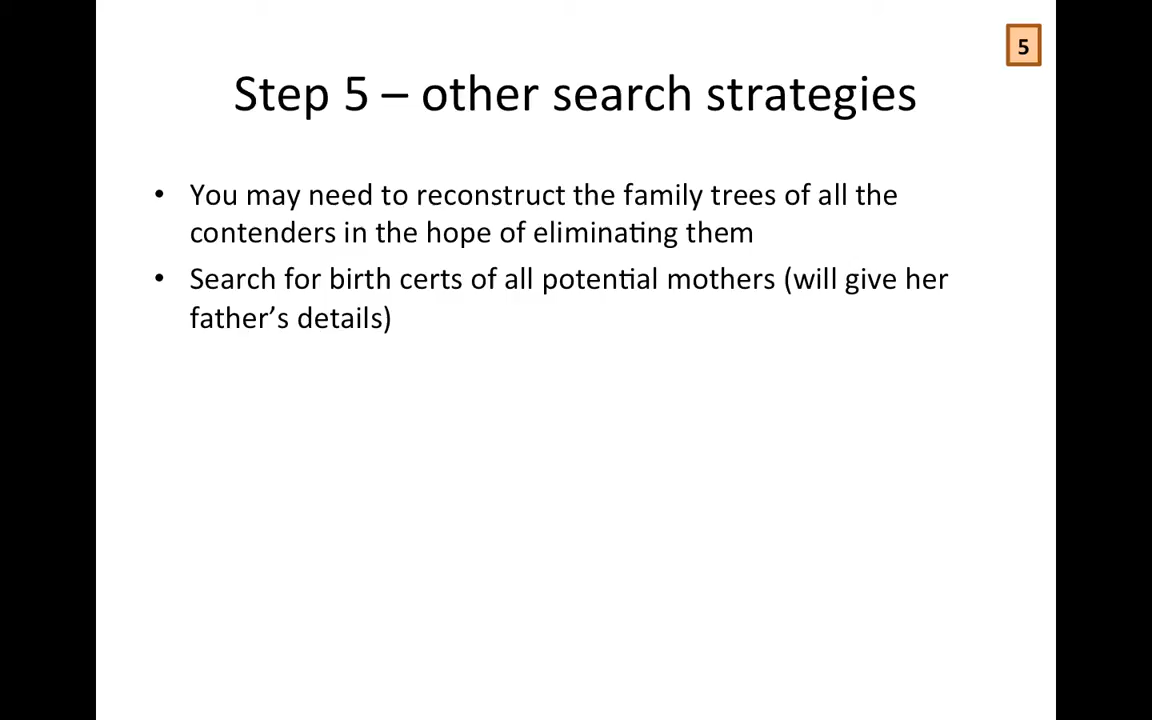 5
Step 5 – other search strategies
• You may need to reconstruct the family trees of all the
contenders in the hope of eliminating them
• Search for birth certs of all potential mothers (will give her
father’s details)